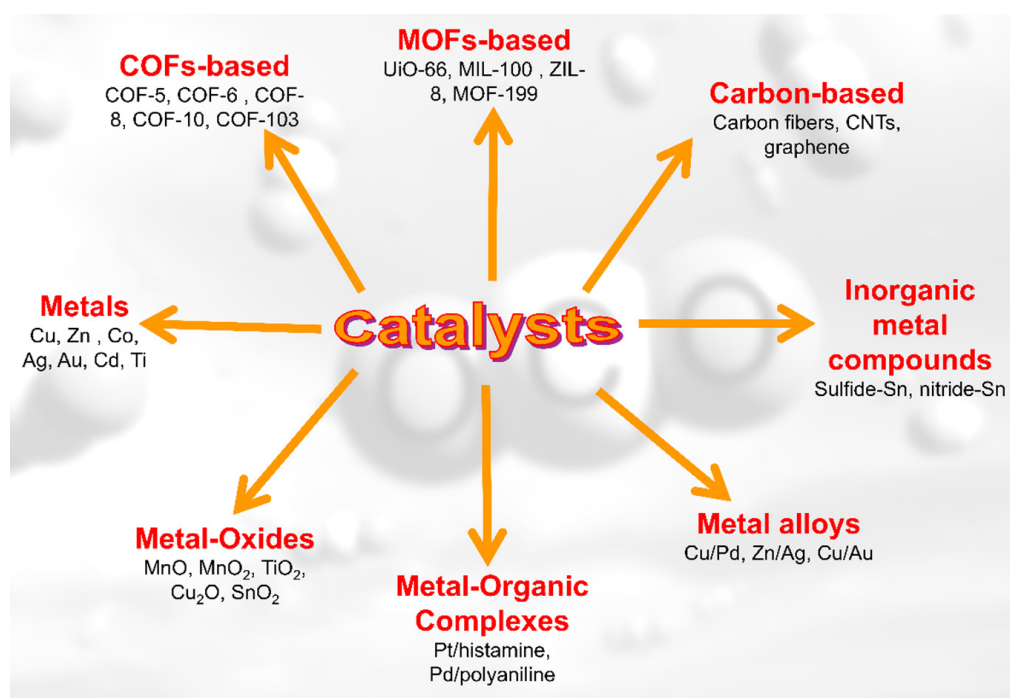 MOFs-based
UiO-66, MIL-100 , ZIL-
8, MOF-199
COFs-based
COF-5, COF-6 , COF-
8, COF-10, COF-103
Carbon-based
Carbon fibers, CNTs,
graphene
Metals
Cu, Zn , Co,
Ag, Au, Cd, Ti
Catalysts
Inorganic
metal
compounds
Sulfide-Sn, nitride-Sn
Metal-Oxides
MnO, MnO₂, TiO₂,
Cu₂O, SnO₂
Metal-Organic
Complexes
Pt/histamine,
Pd/polyaniline
Metal alloys
Cu/Pd, Zn/Ag, Cu/Au
O C O